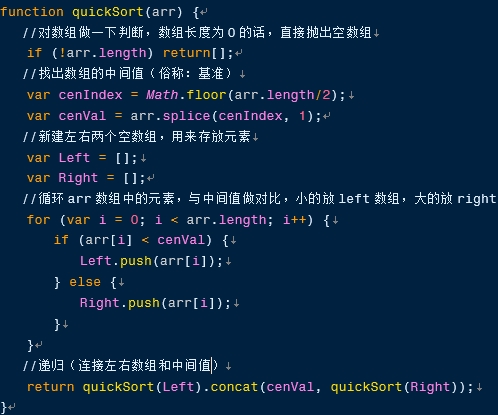 function quickSort(arr) {
//对数组做一下判断，数组长度为 0 的话，直接抛出空数组
if (!arr.length) return[];
//找出数组的中间值（俗称：基准）
var cenIndex = Math.floor(arr.length/2);
var cenVal = arr.splice(cenIndex, 1);
//新建左右两个空数组，用来存放元素
var Left = [];
var Right = [];
//循环 arr 数组中的元素，与中间值做对比，小的放 left 数组，大的放 right
for (var i = 0; i < arr.length; i++) {
if (arr[i] < cenVal) {
Left.push(arr[i]);
} else {
Right.push(arr[i]);
}
}
//递归（连接左右数组和中间值）
return quickSort(Left).concat(cenVal, quickSort(Right));
}